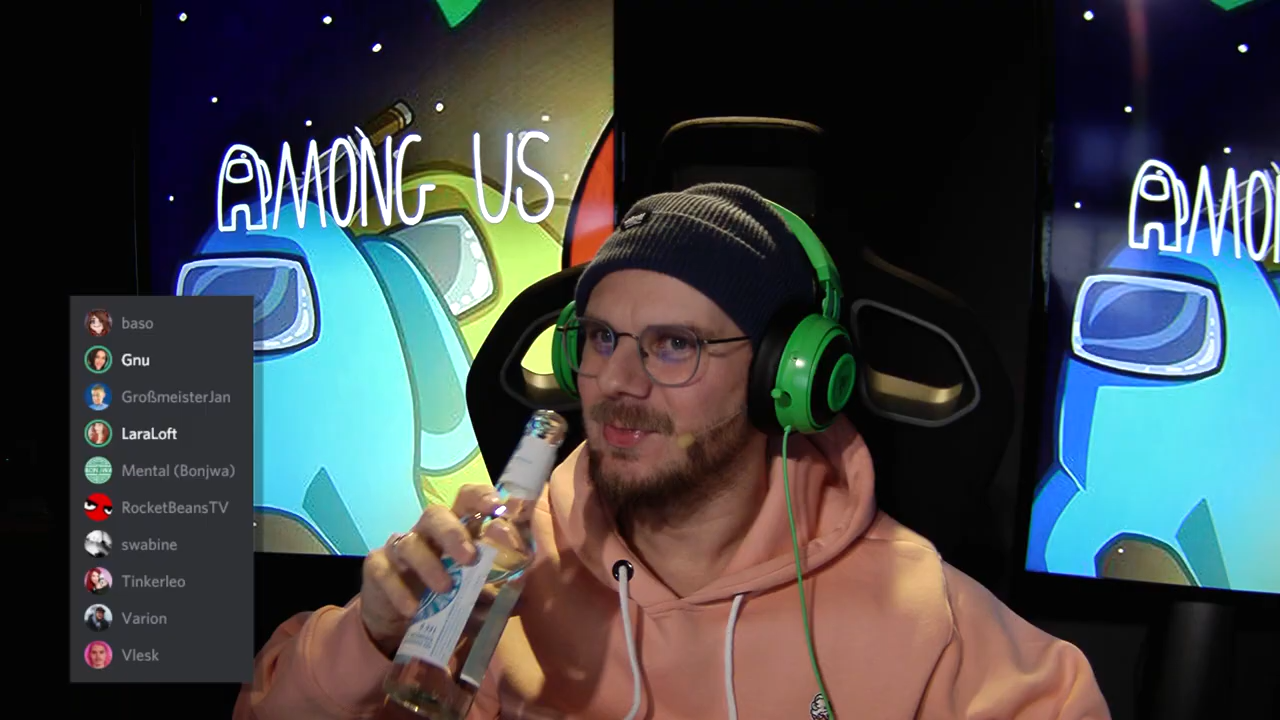 AMONG US
AMON
baso
Gnu
GroßmeisterJan
LaraLoft
Mental (Bonjwa)
RocketBeansTV
swabine
Tinkerleo
Varion
Vlesk